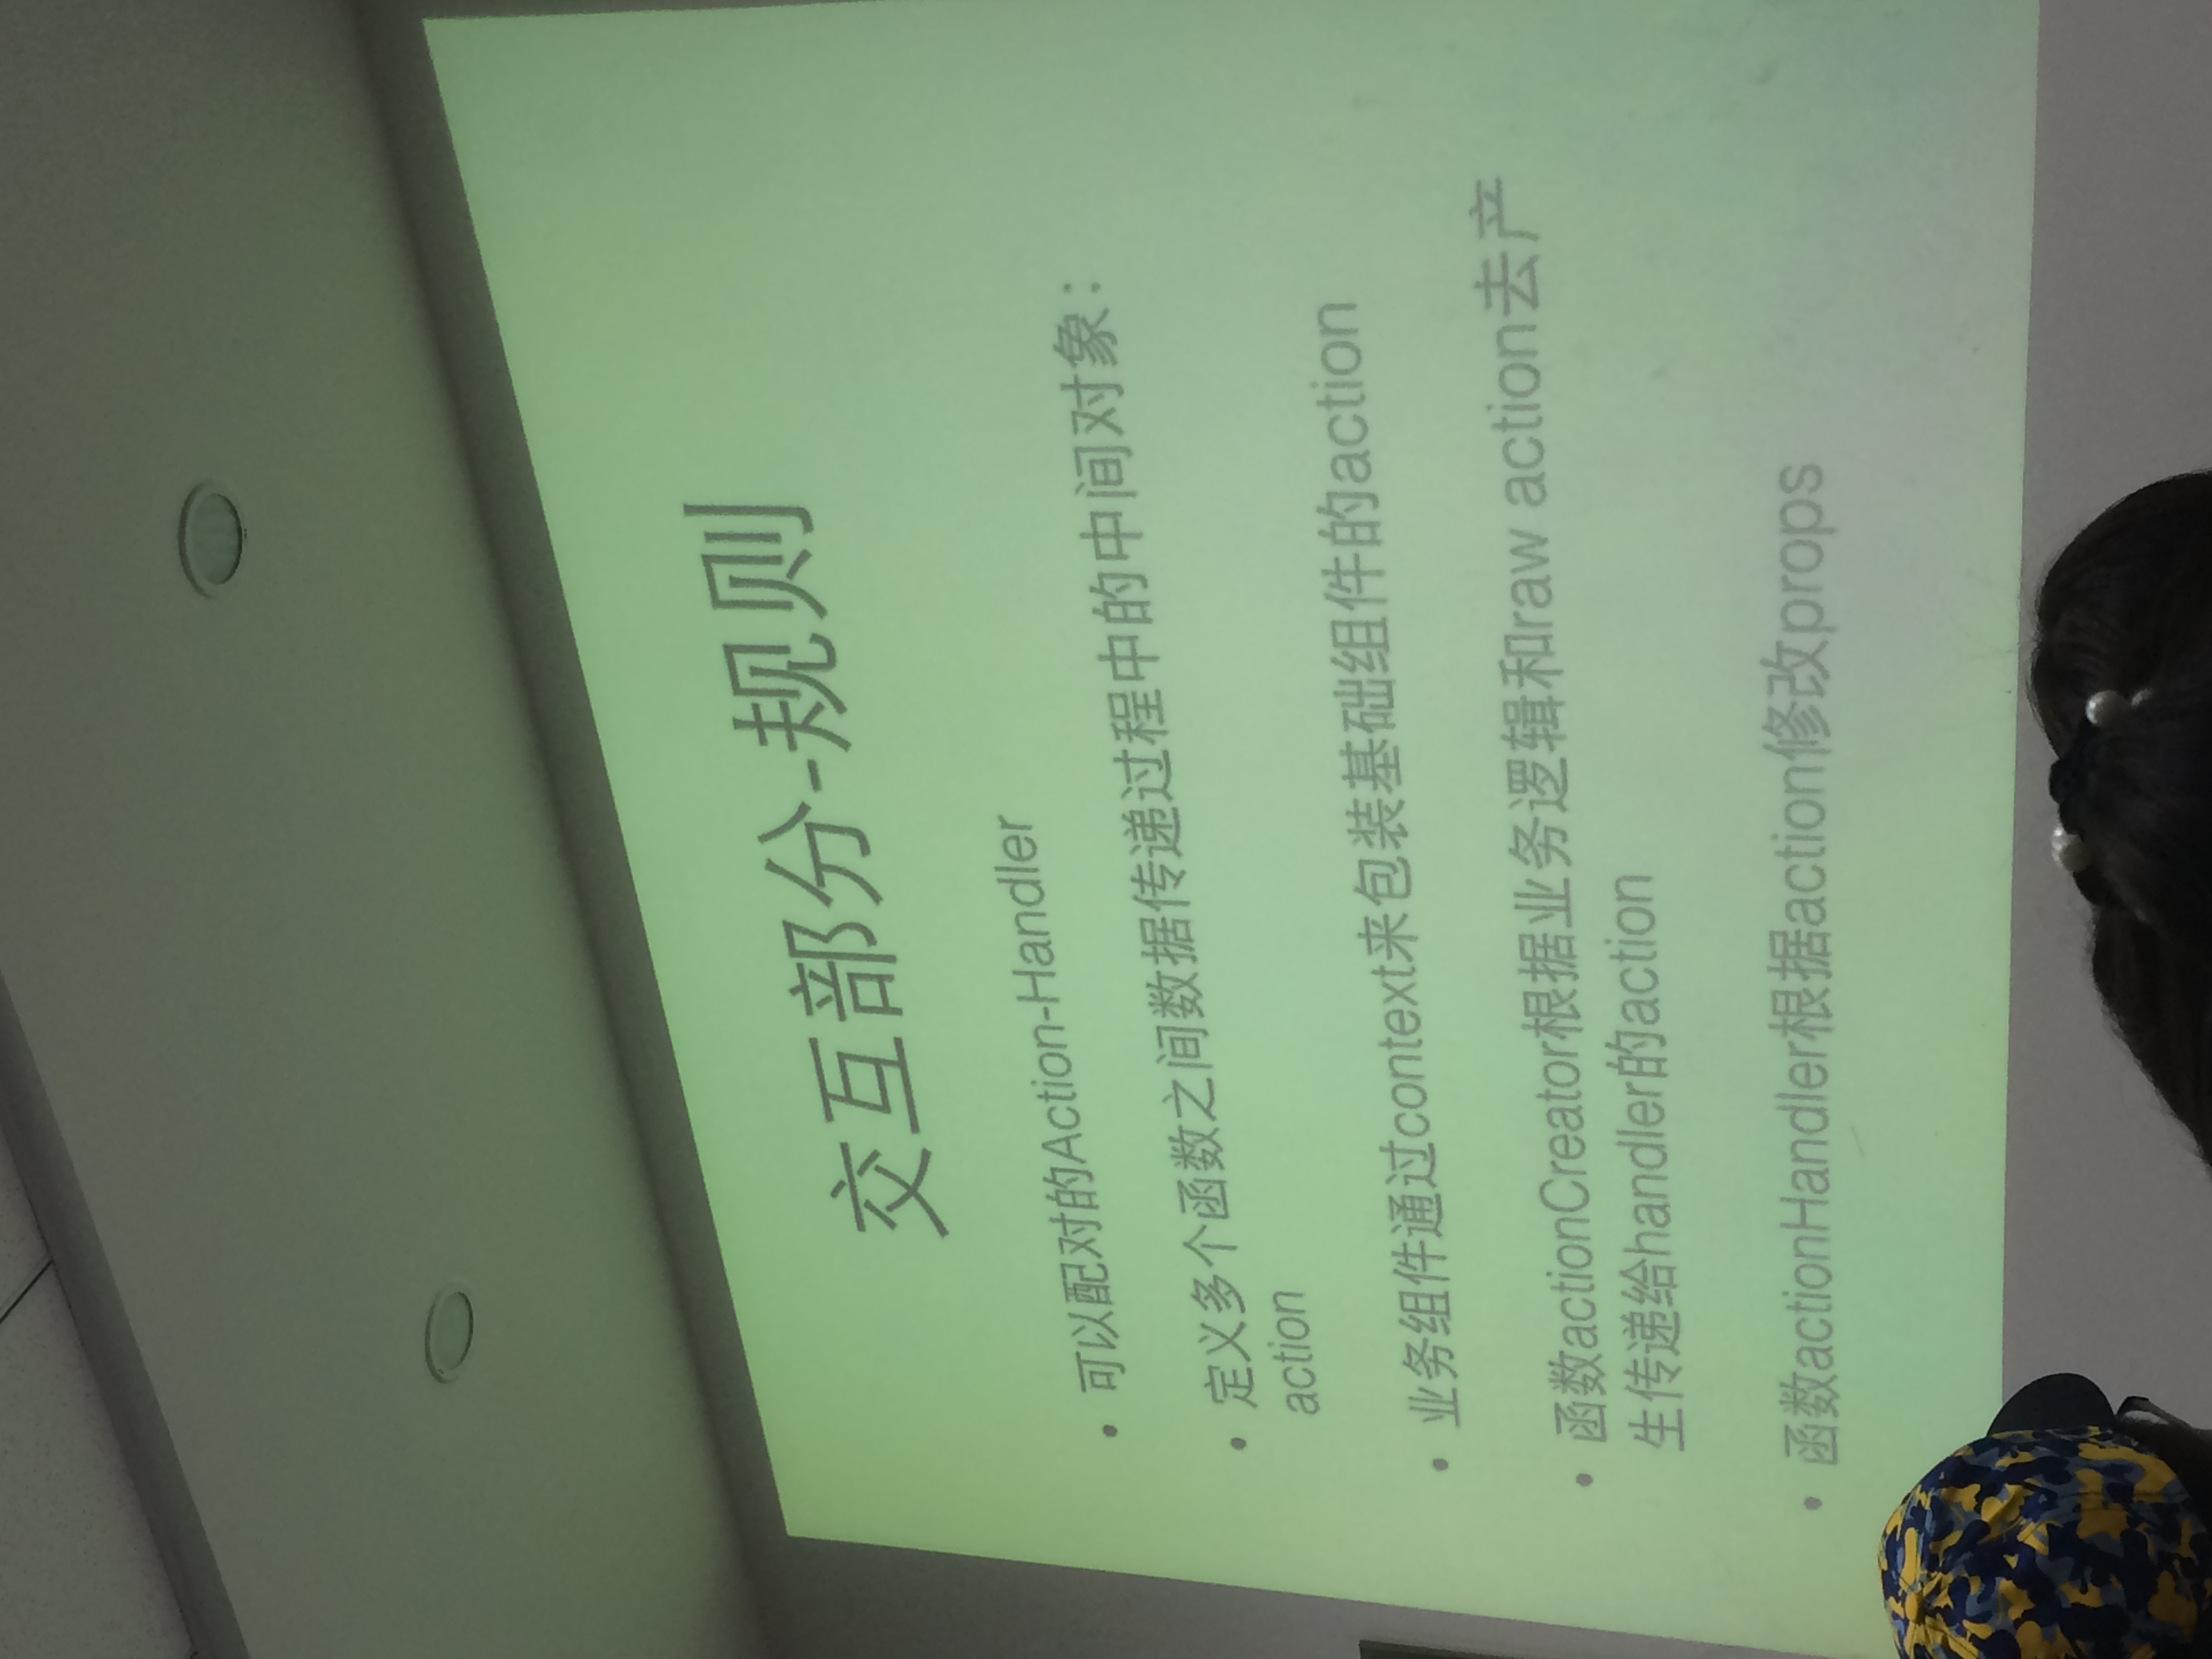 交互部分-规则
• 可以配对的Action-Handler
• 定义多个函数之间数据传递过程中的中间对象：
action
• 业务组件通过context来包装基础组件的action
• 函数actionCreator根据业务逻辑和raw action去产
生传递给handler的action
• 函数actionHandler根据action修改props